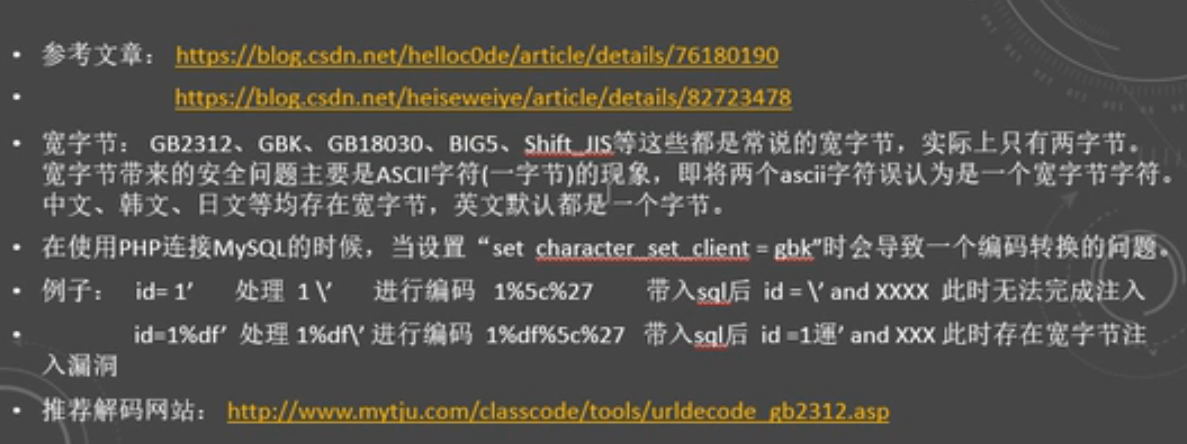 • 参考文章： https://blog.csdn.net/helloc0de/article/details/76180190
• https://blog.csdn.net/heiseweiye/article/details/82723478
• 宽字节： GB2312、GBK、GB18030、BIG5、Shift_JIS等这些都是常说的宽字节，实际上只有两字节。
宽字节带来的安全问题主要是ASCII字符(一字节)的现象，即将两个ascii字符误认为是一个宽字节字符。
中文、韩文、日文等均存在宽字节，英文默认都是一个字节。
• 在使用PHP连接MySQL的时候，当设置“set character_set_client = gbk”时会导致一个编码转换的问题。
• 例子： id= 1’ 处理 1 \’ 进行编码 1%5c%27 带入sql后 id = \’ and XXXX 此时无法完成注入
• id=1%df’ 处理 1%df\’ 进行编码 1%df%5c%27 带入sql后 id =1運’ and XXX 此时存在宽字节注
入漏洞
• 推荐解码网站： http://www.mytju.com/classcode/tools/urldecode_gb2312.asp